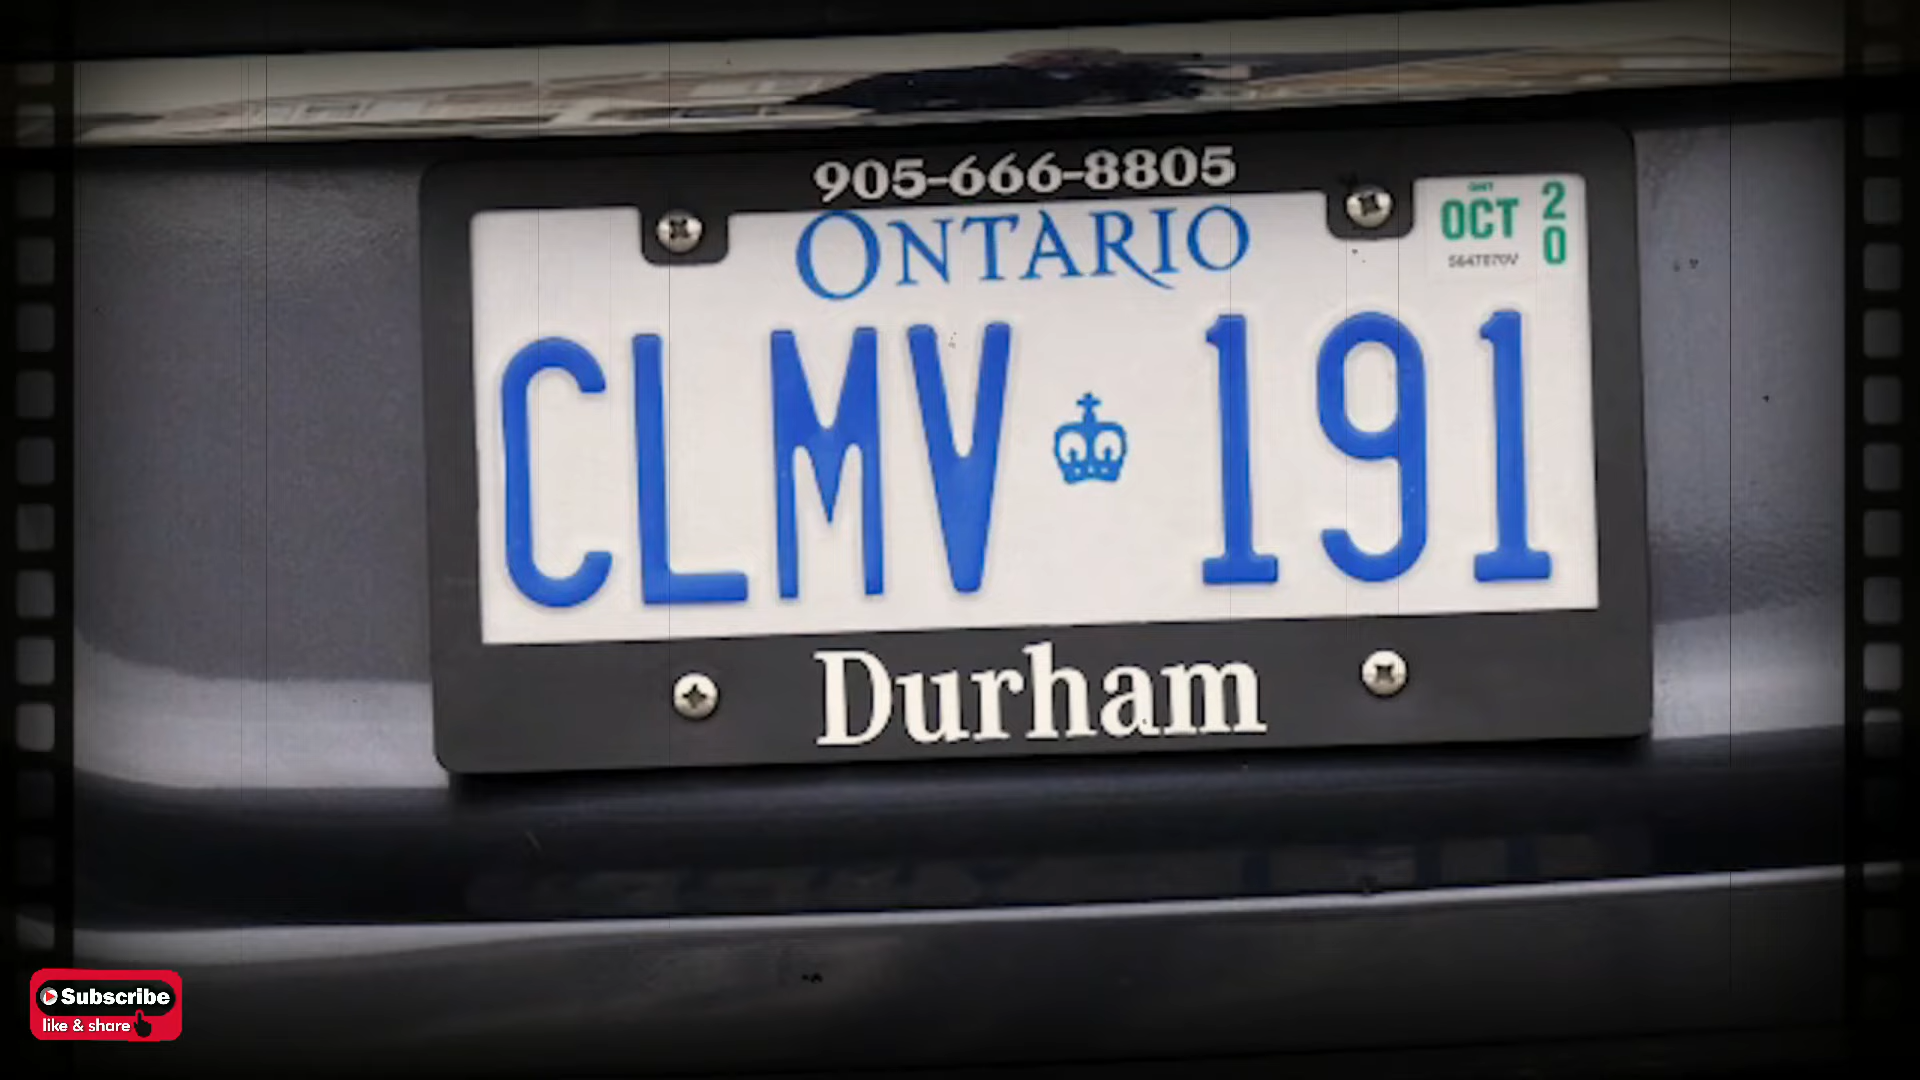 905-666-8805
ONTARIO
OCT 20
CLMV 191
Durham
Subscribe
like & share